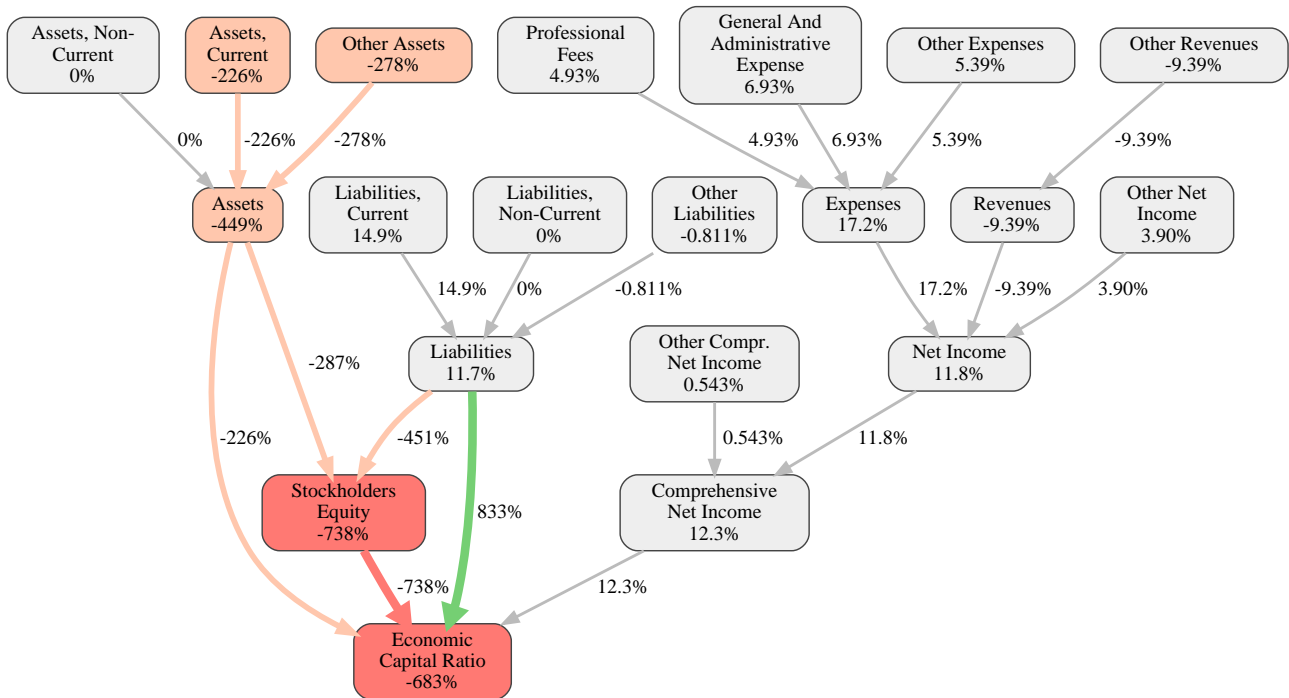 Assets, Non-
Current
0%
Assets,
Current
-226%
Other Assets
-278%
Professional
Fees
4.93%
General And
Administrative
Expense
6.93%
Other Expenses
5.39%
Other Revenues
-9.39%
0%
-226%
-278%
4.93%
6.93%
5.39%
-9.39%
Assets
-449%
Liabilities,
Current
14.9%
Liabilities,
Non-Current
0%
Other
Liabilities
-0.811%
Expenses
17.2%
Revenues
-9.39%
Other Net
Income
3.90%
14.9%
0%
-0.811%
17.2%
-9.39%
3.90%
-287%
Liabilities
11.7%
Other Compr.
Net Income
0.543%
Net Income
11.8%
-226%
-451%
0.543%
11.8%
Stockholders
Equity
-738%
833%
Comprehensive
Net Income
12.3%
-738%
12.3%
Economic
Capital Ratio
-683%